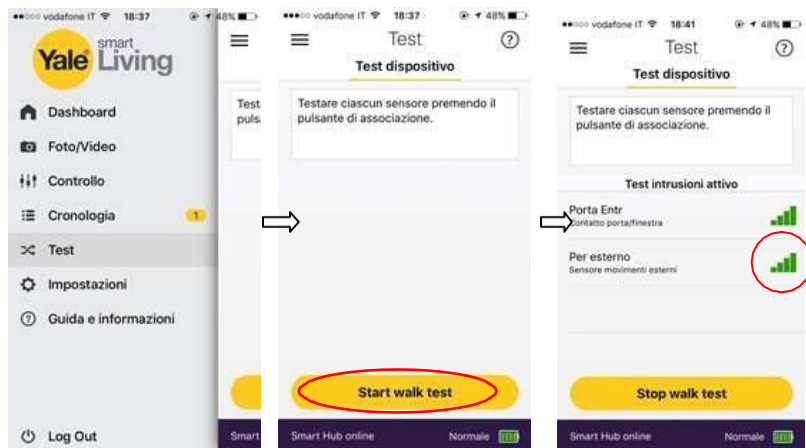 vodafone IT 18:37 48%
smart
Yale Living
Dashboard
Foto/Video
Controllo
Cronologia 1
Test
Impostazioni
Guida e informazioni
Log Out
Test
puls
Smart
vodafone IT 18:37 48%
Test ?
Test dispositivo
Testare ciascun sensore premendo il
pulsante di associazione.
Start walk test
Smart Hub online Normale
vodafone IT 18:41 48%
Test ?
Test dispositivo
Testare ciascun sensore premendo il
pulsante di associazione.
Test intrusioni attivo
Porta Entr
Contatto porta/finestra
Per esterno
Sensore movimenti esterni
Stop walk test
Smart Hub online Normale